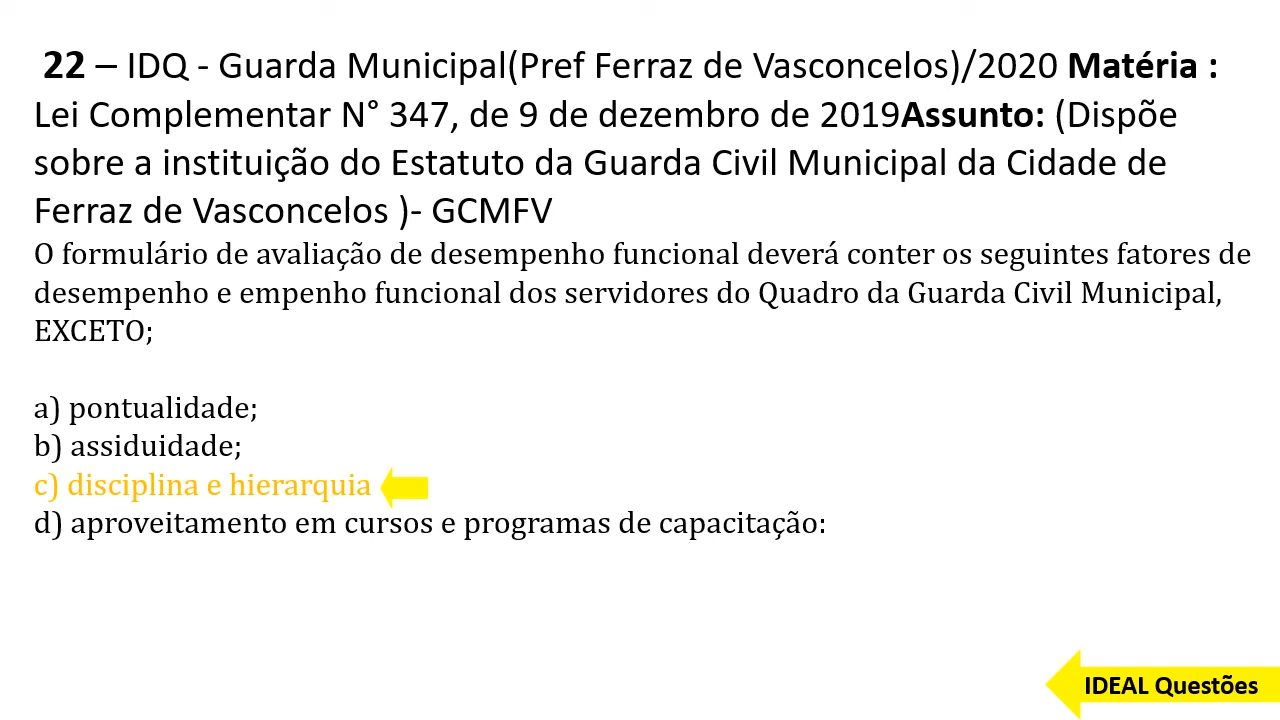 22 – IDQ - Guarda Municipal(Pref Ferraz de Vasconcelos)/2020 Matéria :
Lei Complementar N° 347, de 9 de dezembro de 2019Assunto: (Dispõe
sobre a instituição do Estatuto da Guarda Civil Municipal da Cidade de
Ferraz de Vasconcelos )- GCMFV
O formulário de avaliação de desempenho funcional deverá conter os seguintes fatores de
desempenho e empenho funcional dos servidores do Quadro da Guarda Civil Municipal,
EXCETO;
a) pontualidade;
b) assiduidade;
c) disciplina e hierarquia
d) aproveitamento em cursos e programas de capacitação:
IDEAL Questões